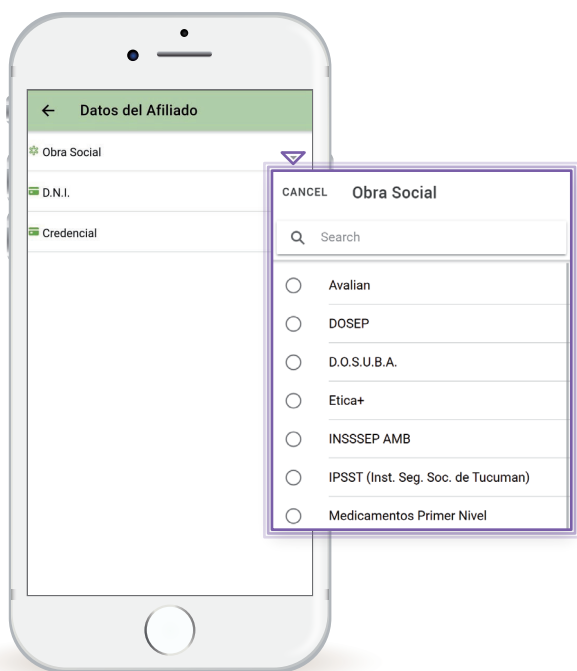 Datos del Afiliado
Obra Social
D.N.I.
Credencial
CANCEL Obra Social
Search
Avalian
DOSEP
D.O.S.U.B.A.
Etica+
INSSSEP AMB
IPSST (Inst. Seg. Soc. de Tucuman)
Medicamentos Primer Nivel